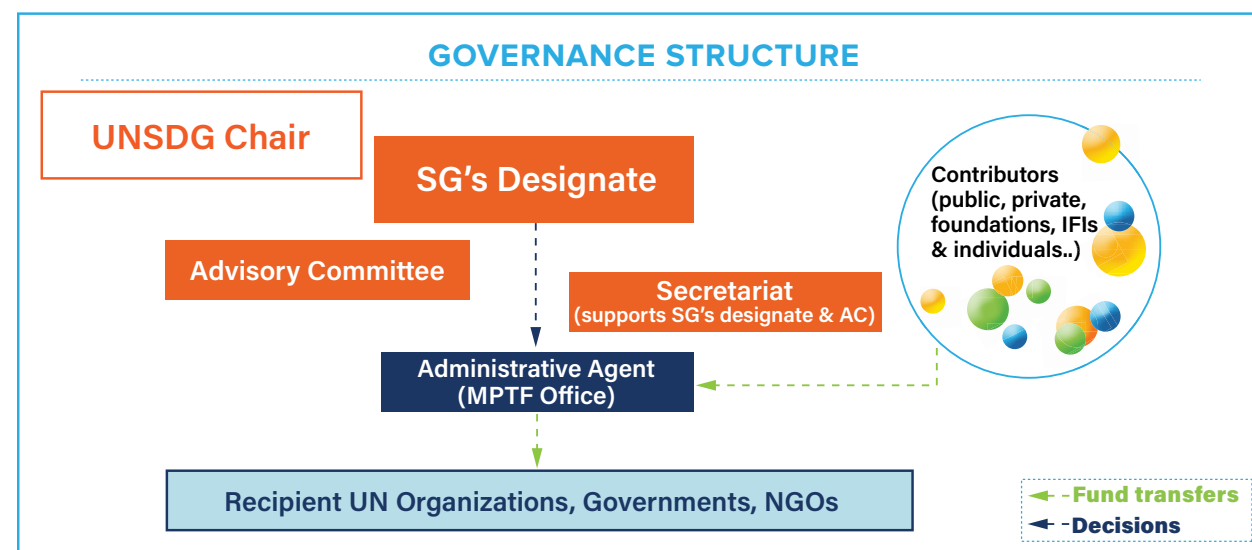 GOVERNANCE STRUCTURE
UNSDG Chair
SG’s Designate
Advisory Committee
Secretariat
(supports SG’s designate & AC)
Contributors
(public, private,
foundations, IFIs
& individuals..)
Administrative Agent
(MPTF Office)
Recipient UN Organizations, Governments, NGOs
Fund transfers
Decisions